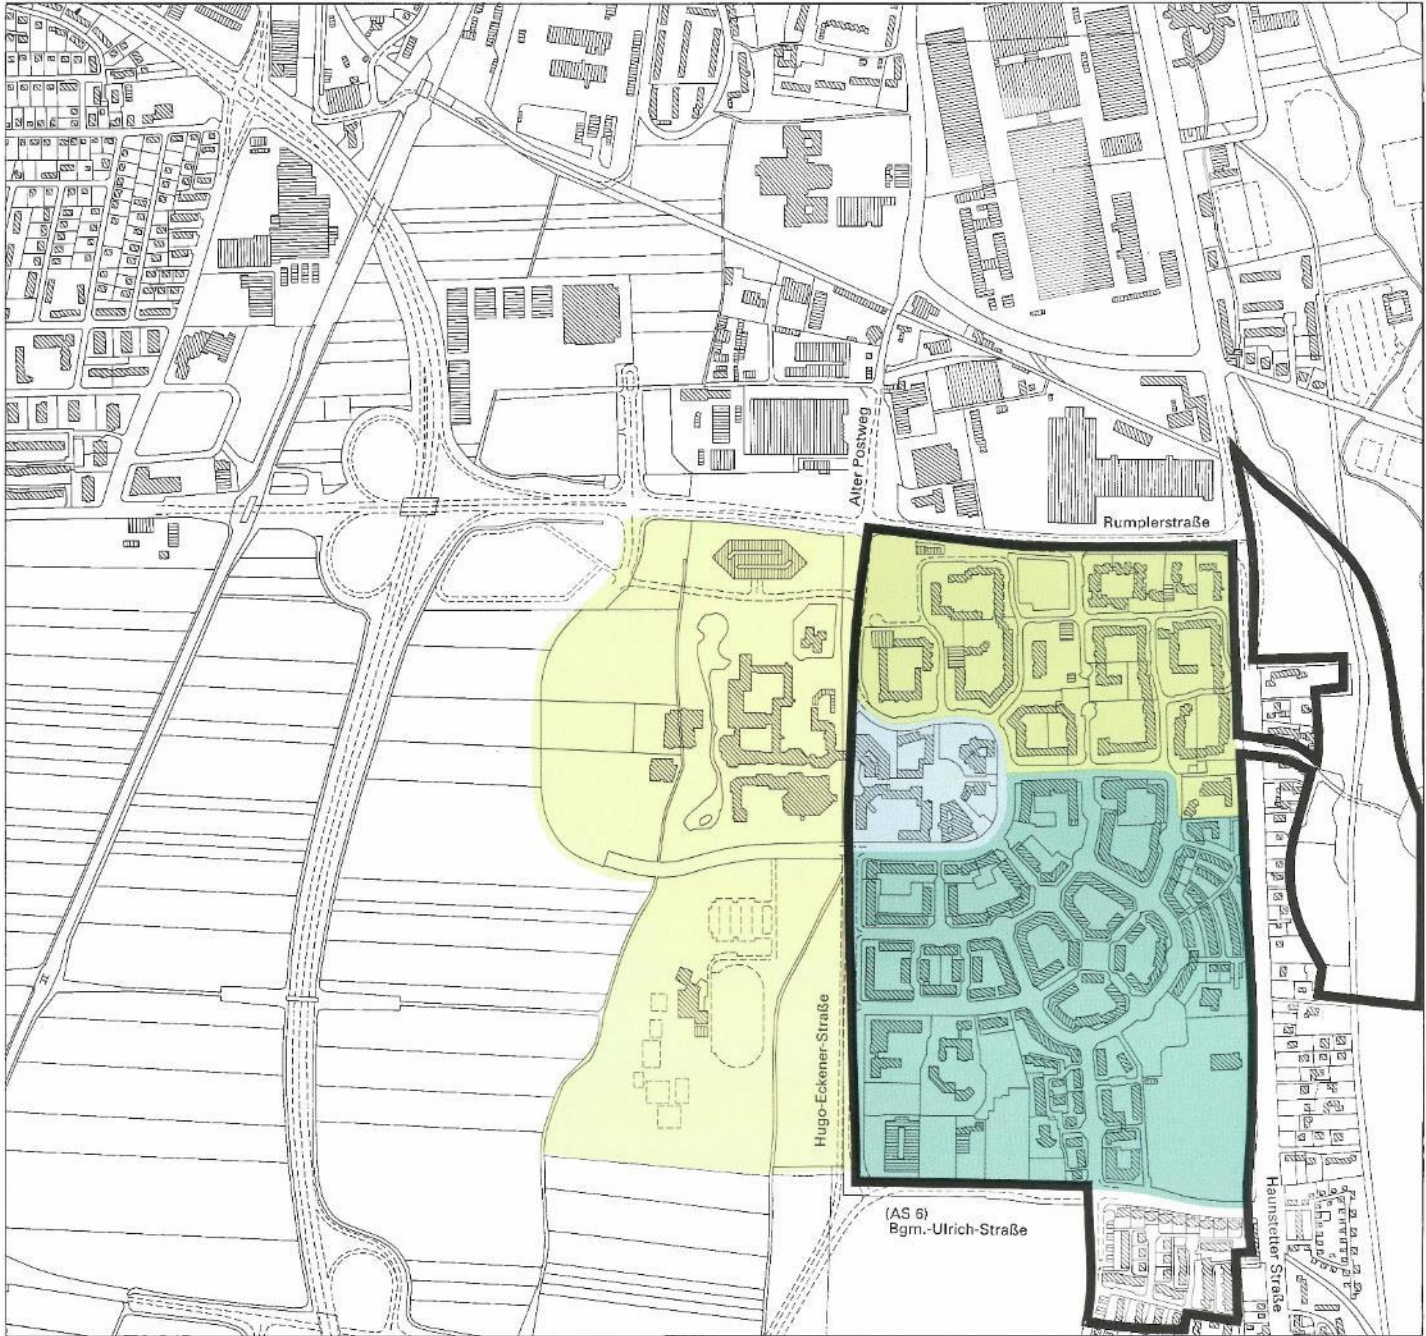 Alter Postweg
Rumplerstraße
Hugo-Eckener-Straße
(AS 6)
Bgm.-Ulrich-Straße
Haunstetter Straße